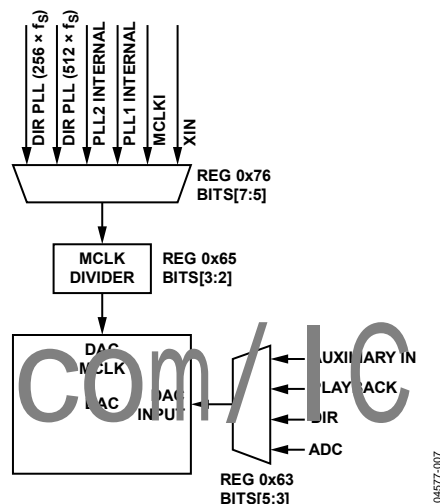 DIR PLL (256 × fS)
DIR PLL (512 × fS)
PLL2 INTERNAL
PLL1 INTERNAL
MCLKI
XIN
REG 0x76
BITS[7:5]
MCLK
DIVIDER
REG 0x65
BITS[3:2]
DAC
MCLK
DAC
DAC
INPUT
AUXILIARY IN
PLAYBACK
DIR
ADC
com/IC
REG 0x63
BITS[5:3]
04577-007